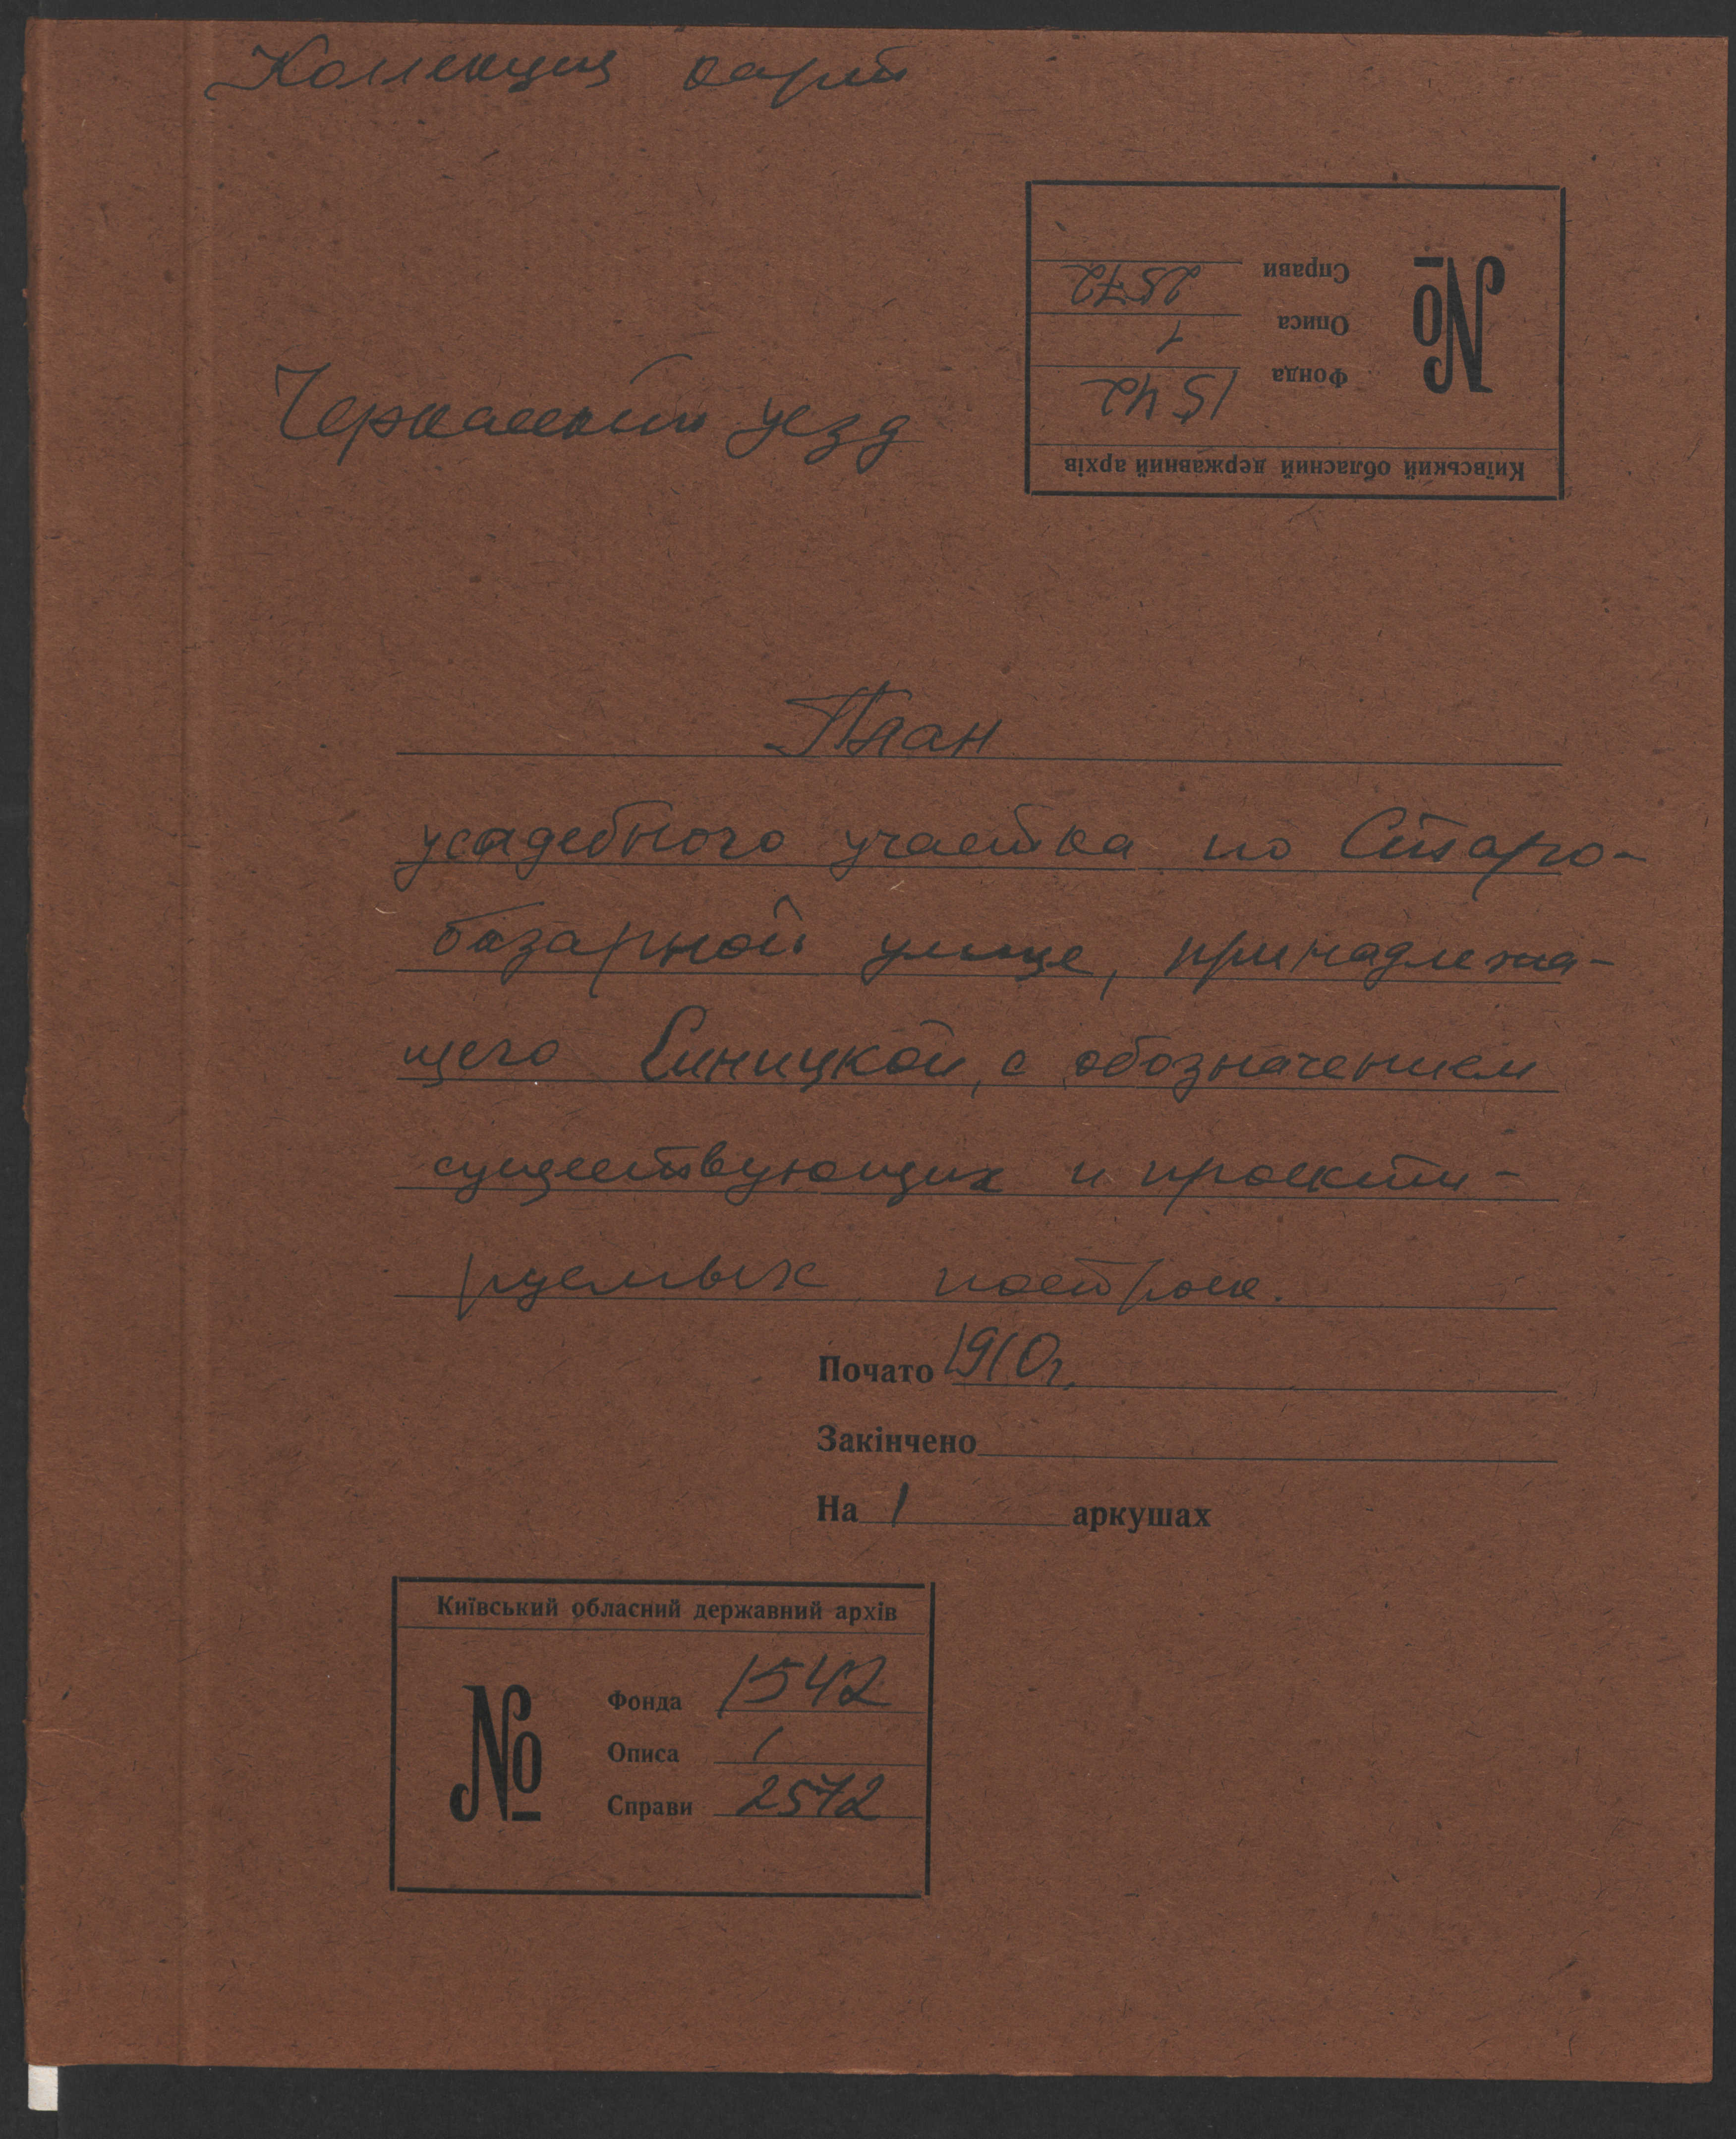 Коллекция карт
Справи 2572
Описа 1
Фонда 1542
№
Київський обласний державний архів
Черкасский уезд
План
усадебного участка по Старо-
базарной улице, принадлежа-
щего Синицкой, с обозначением
существующих и проекти-
руемых построек.
Почато 1910г.
Закінчено
На 1 аркушах
Київський обласний державний архів
№
Фонда 1542
Описа 1
Справи 2572